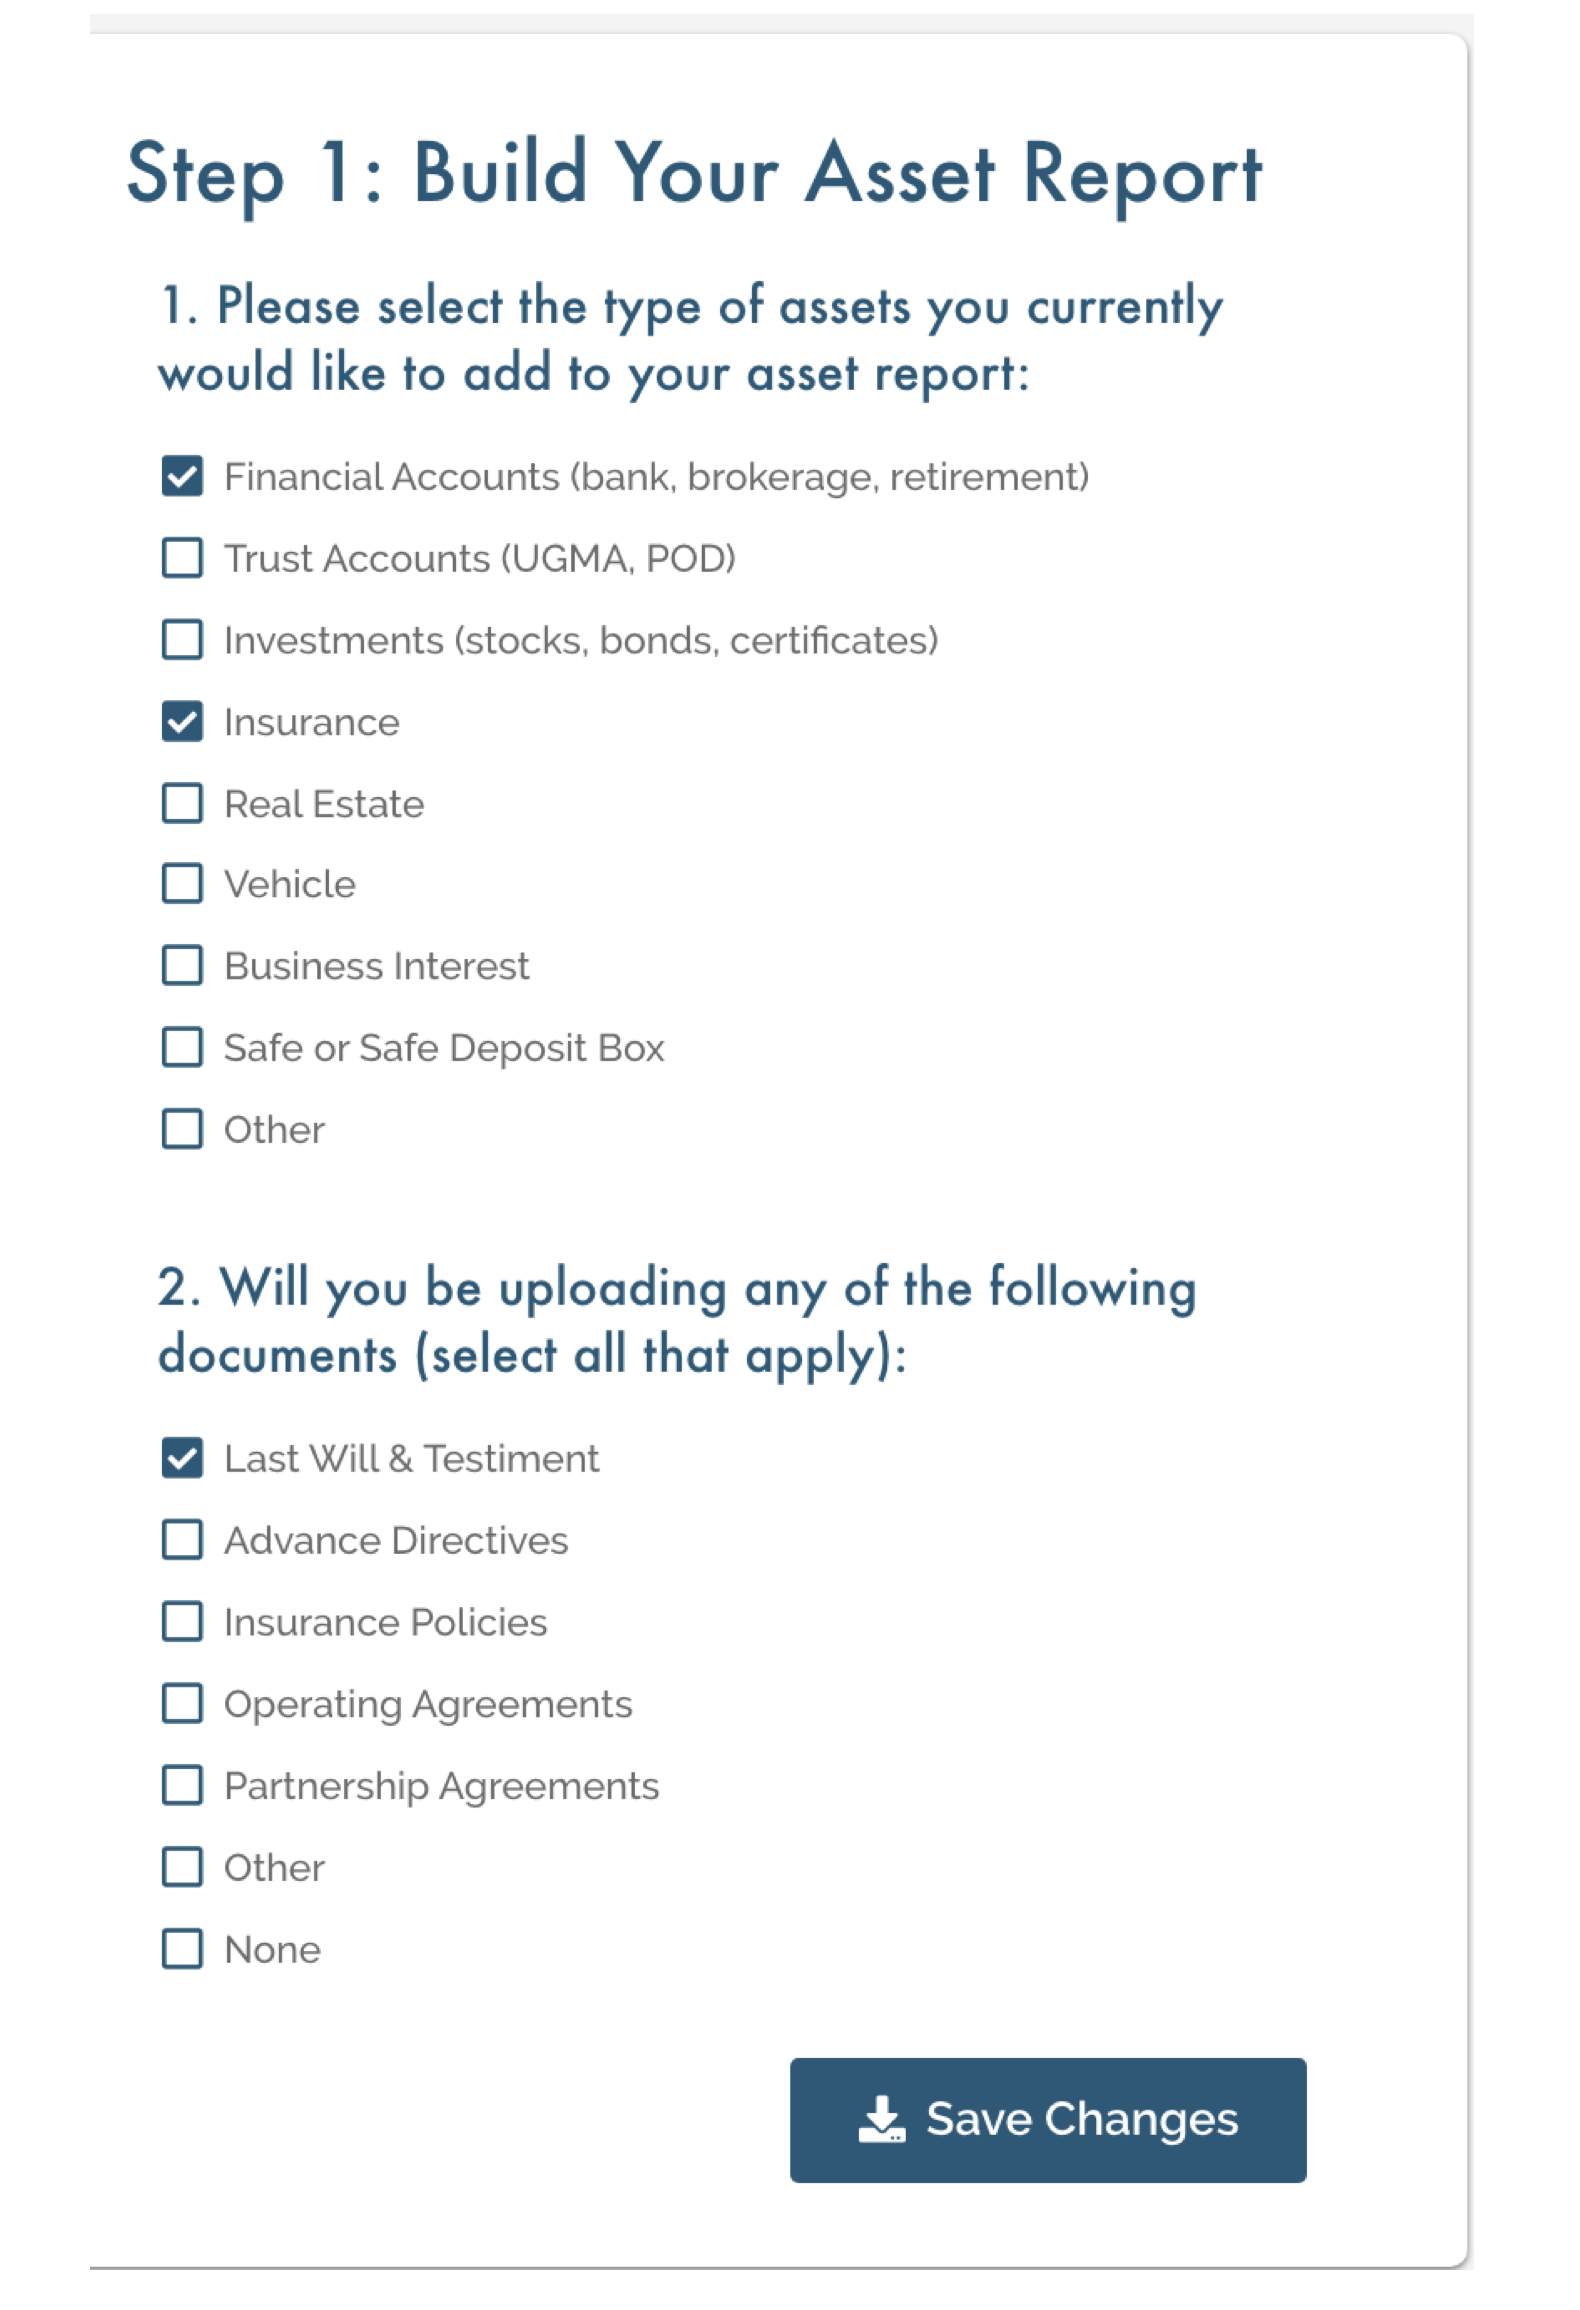 Step 1: Build Your Asset Report
1. Please select the type of assets you currently
would like to add to your asset report:
Financial Accounts (bank, brokerage, retirement)
Trust Accounts (UGMA, POD)
Investments (stocks, bonds, certificates)
Insurance
Real Estate
Vehicle
Business Interest
Safe or Safe Deposit Box
Other
2. Will you be uploading any of the following
documents (select all that apply):
Last Will & Testiment
Advance Directives
Insurance Policies
Operating Agreements
Partnership Agreements
Other
None
Save Changes